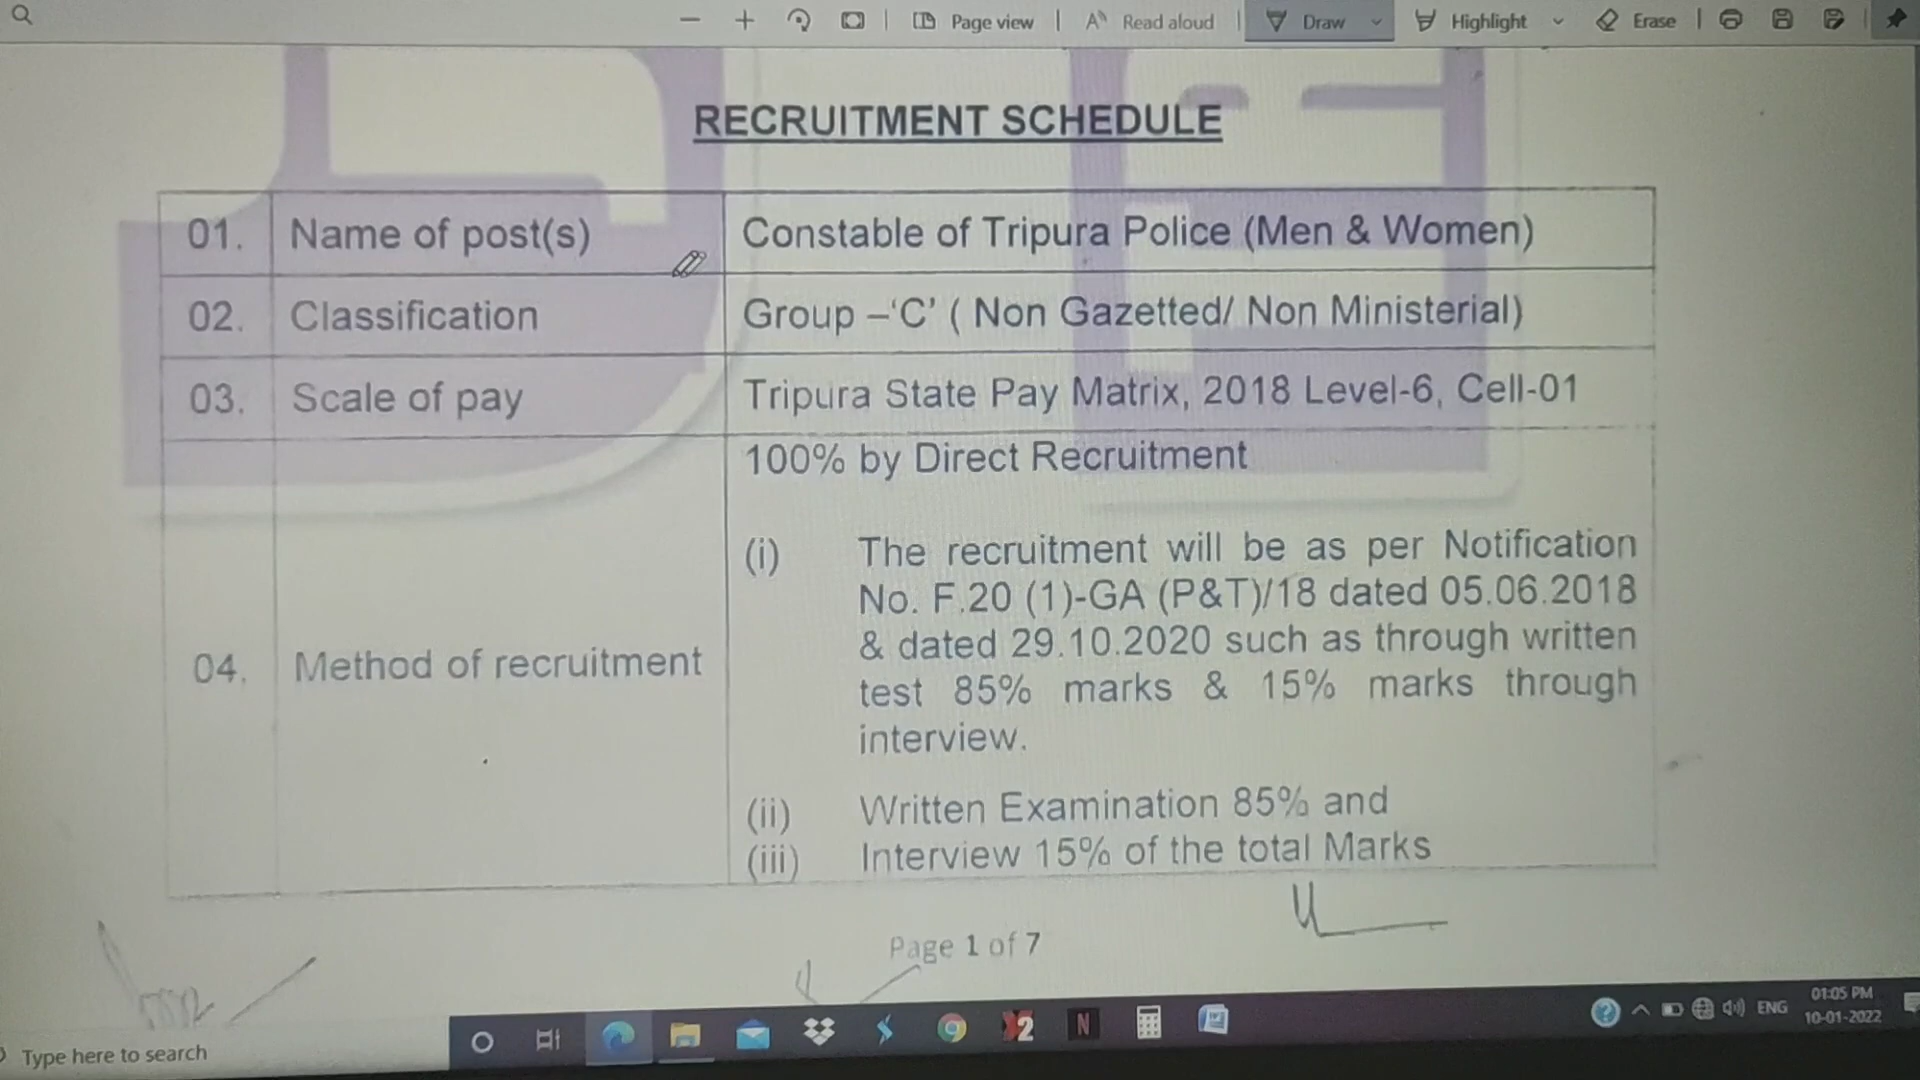 Page view
Read aloud
Draw
Highlight
Erase
RECRUITMENT SCHEDULE
01. Name of post(s) Constable of Tripura Police (Men & Women)
02. Classification Group –‘C’ ( Non Gazetted/ Non Ministerial)
03. Scale of pay Tripura State Pay Matrix, 2018 Level-6, Cell-01
04. Method of recruitment
100% by Direct Recruitment
(i) The recruitment will be as per Notification
No. F.20 (1)-GA (P&T)/18 dated 05.06.2018
& dated 29.10.2020 such as through written
test 85% marks & 15% marks through
interview.
(ii) Written Examination 85% and
(iii) Interview 15% of the total Marks
Page 1 of 7
Type here to search
ENG
01:05 PM
10-01-2022